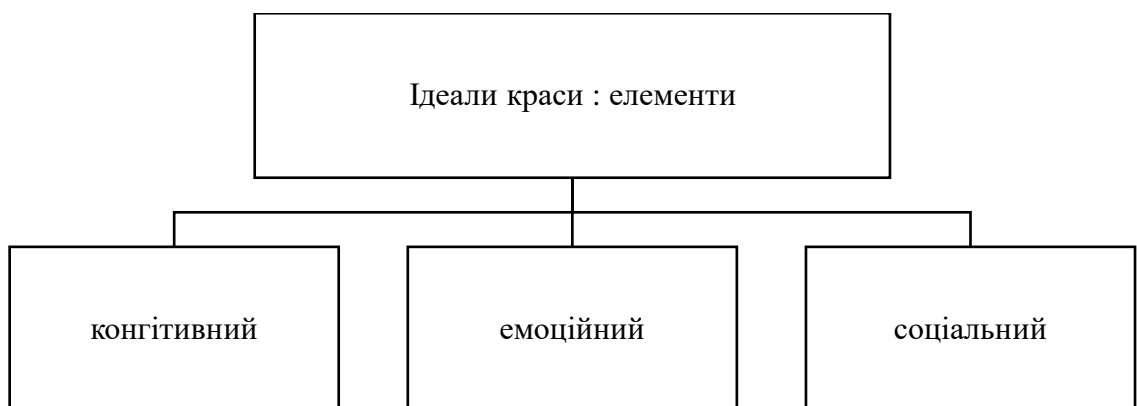 Ідеали краси : елементи
конгітивний
емоційний
соціальний